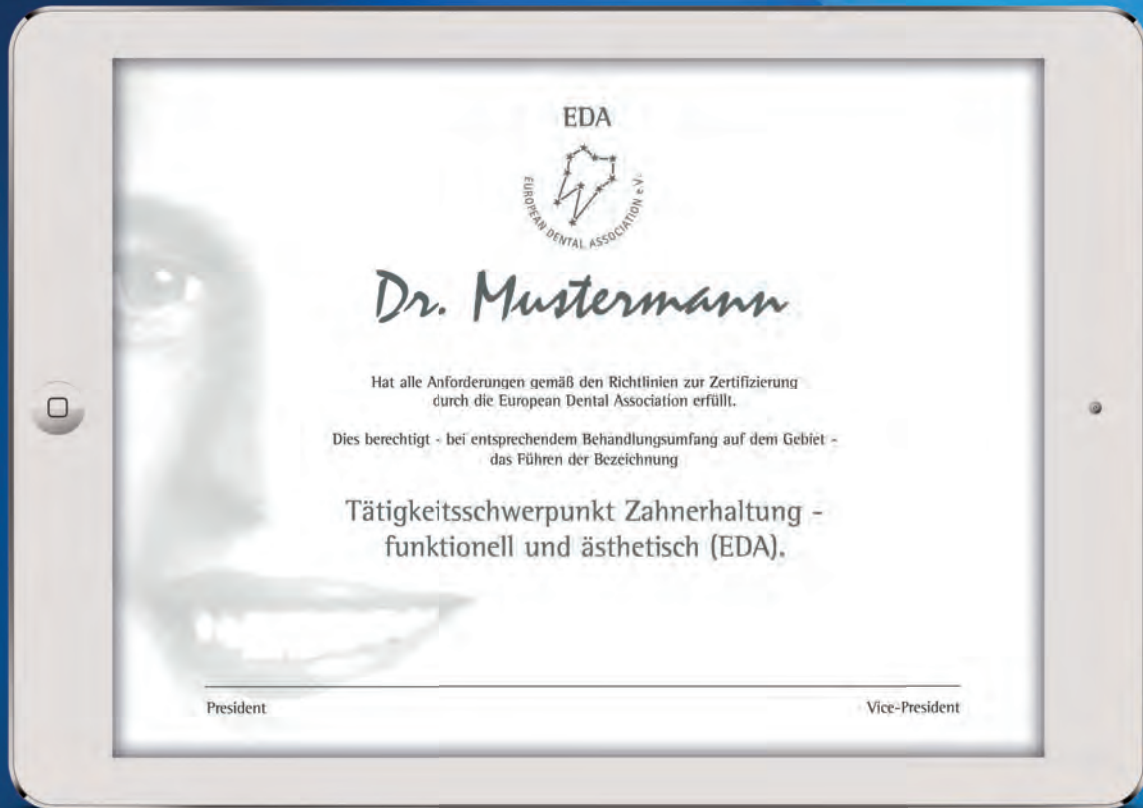 EDA
EUROPEAN DENTAL ASSOCIATION e.V.
Dr. Mustermann
Hat alle Anforderungen gemäß den Richtlinien zur Zertifizierung
durch die European Dental Association erfüllt.
Dies berechtigt - bei entsprechendem Behandlungsumfang auf dem Gebiet -
das Führen der Bezeichnung
Tätigkeitsschwerpunkt Zahnerhaltung -
funktionell und ästhetisch (EDA).
President
Vice-President